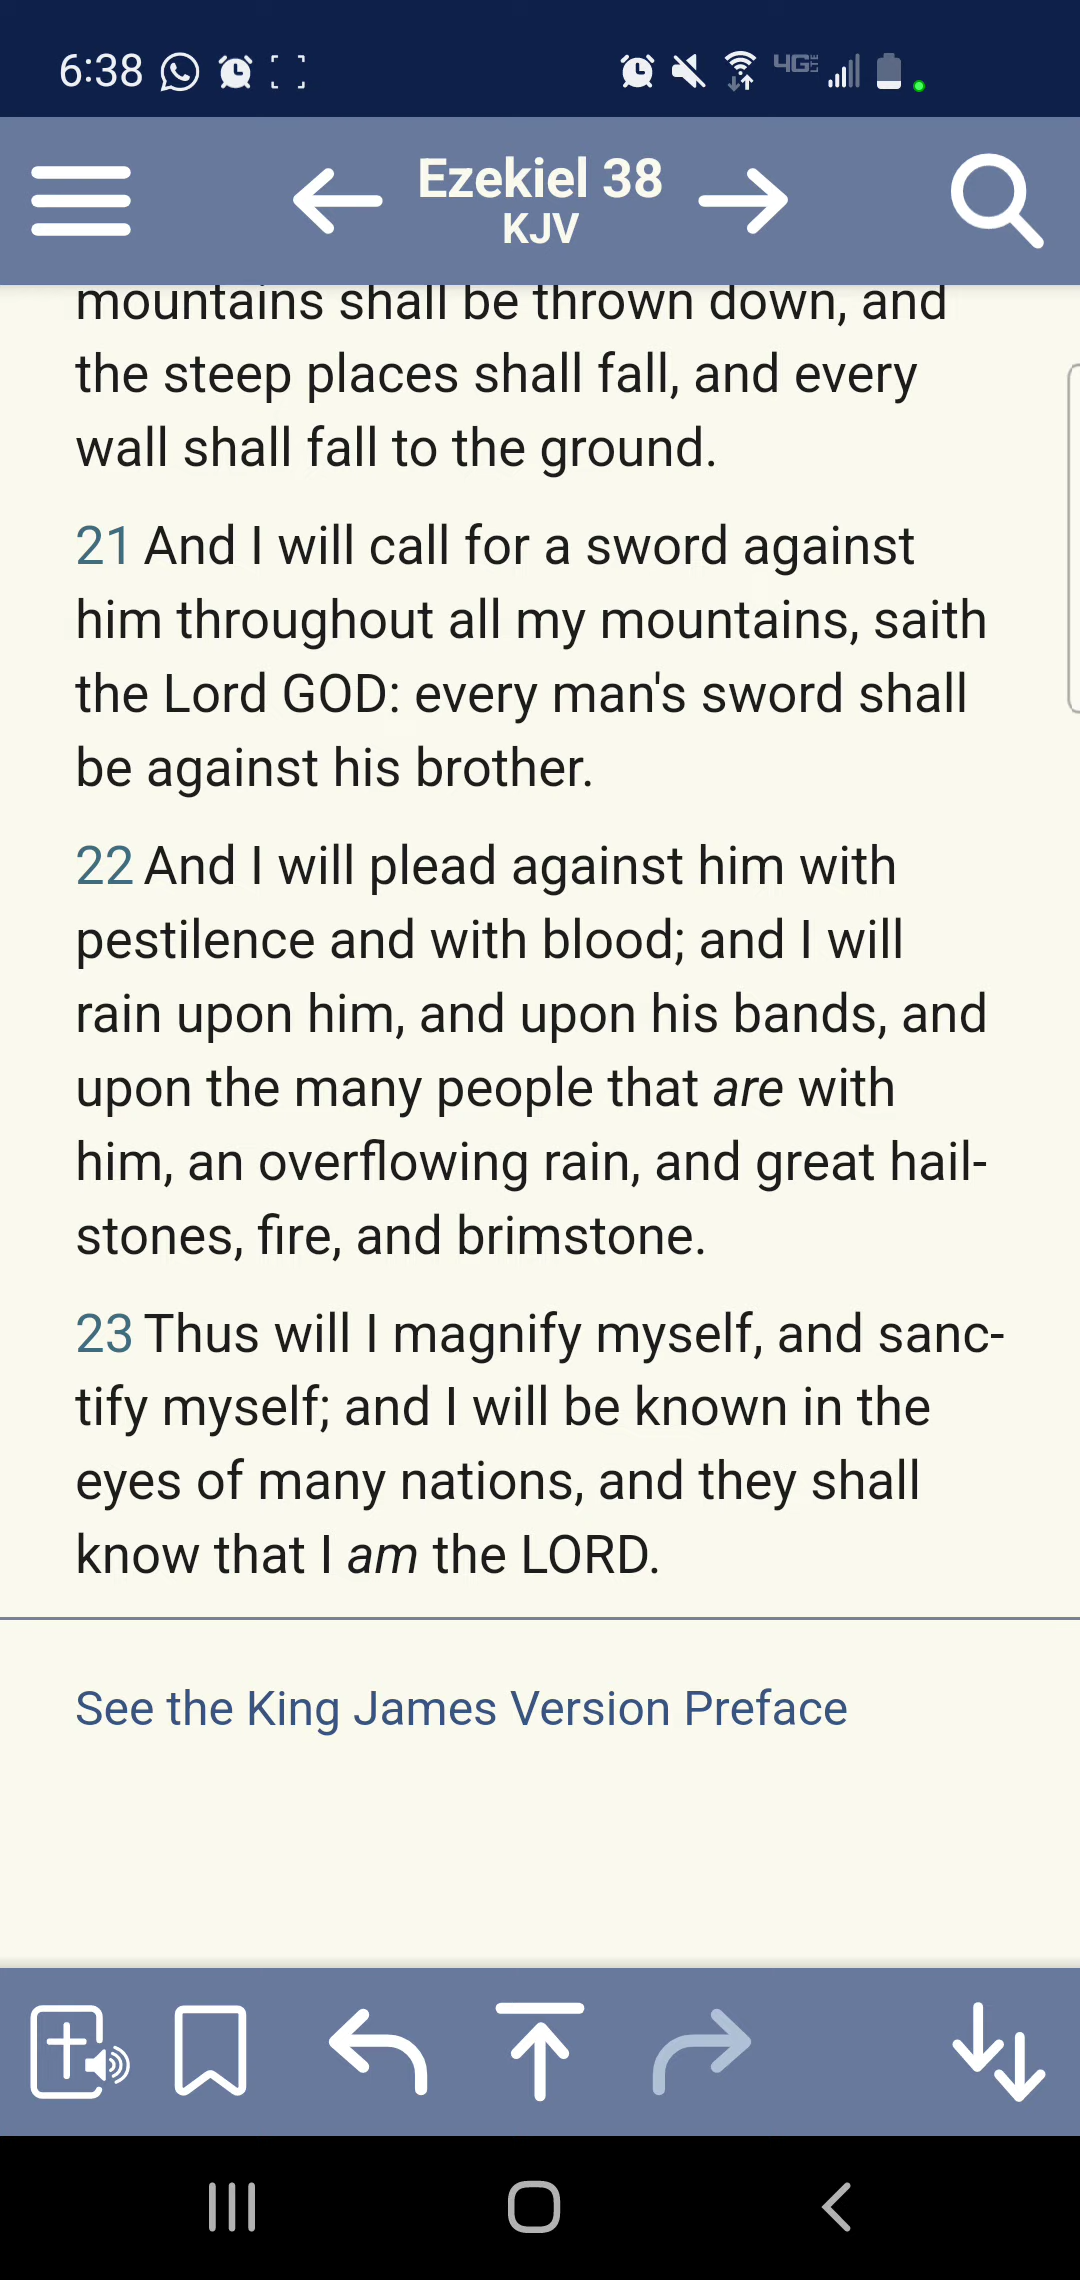 6:38
4G LTE
Ezekiel 38
KJV
mountains shall be thrown down, and
the steep places shall fall, and every
wall shall fall to the ground.
21 And I will call for a sword against
him throughout all my mountains, saith
the Lord GOD: every man's sword shall
be against his brother.
22 And I will plead against him with
pestilence and with blood; and I will
rain upon him, and upon his bands, and
upon the many people that are with
him, an overflowing rain, and great hail-
stones, fire, and brimstone.
23 Thus will I magnify myself, and sanc-
tify myself; and I will be known in the
eyes of many nations, and they shall
know that I am the LORD.
See the King James Version Preface